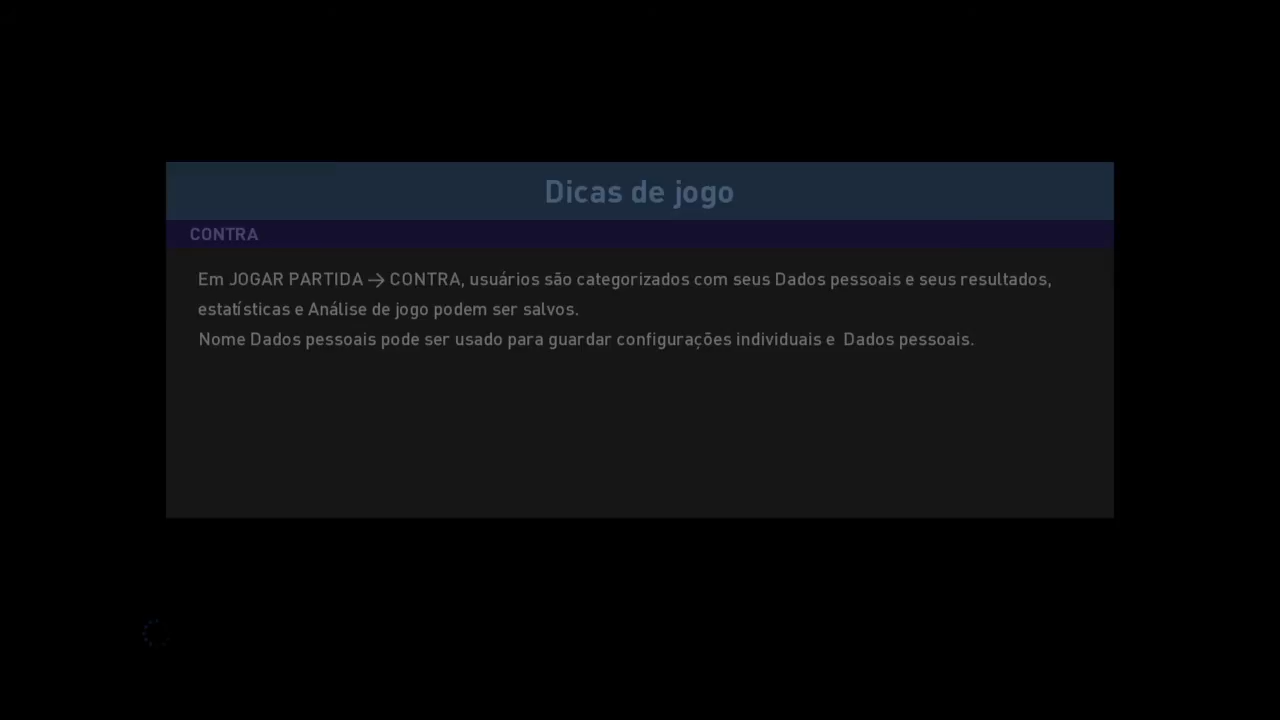 Dicas de jogo
CONTRA
Em JOGAR PARTIDA → CONTRA, usuários são categorizados com seus Dados pessoais e seus resultados,
estatísticas e Análise de jogo podem ser salvos.
Nome Dados pessoais pode ser usado para guardar configurações individuais e  Dados pessoais.